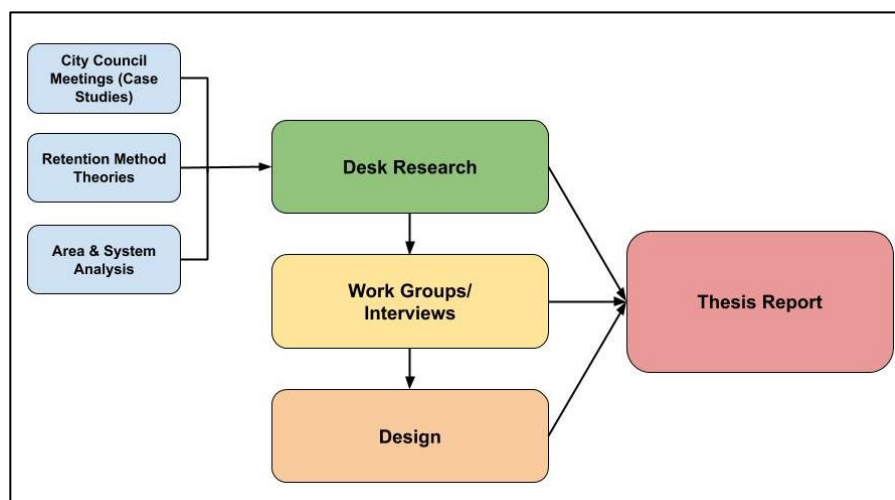 City Council
Meetings (Case
Studies)
Retention Method
Theories
Area & System
Analysis
Desk Research
Work Groups/
Interviews
Design
Thesis Report